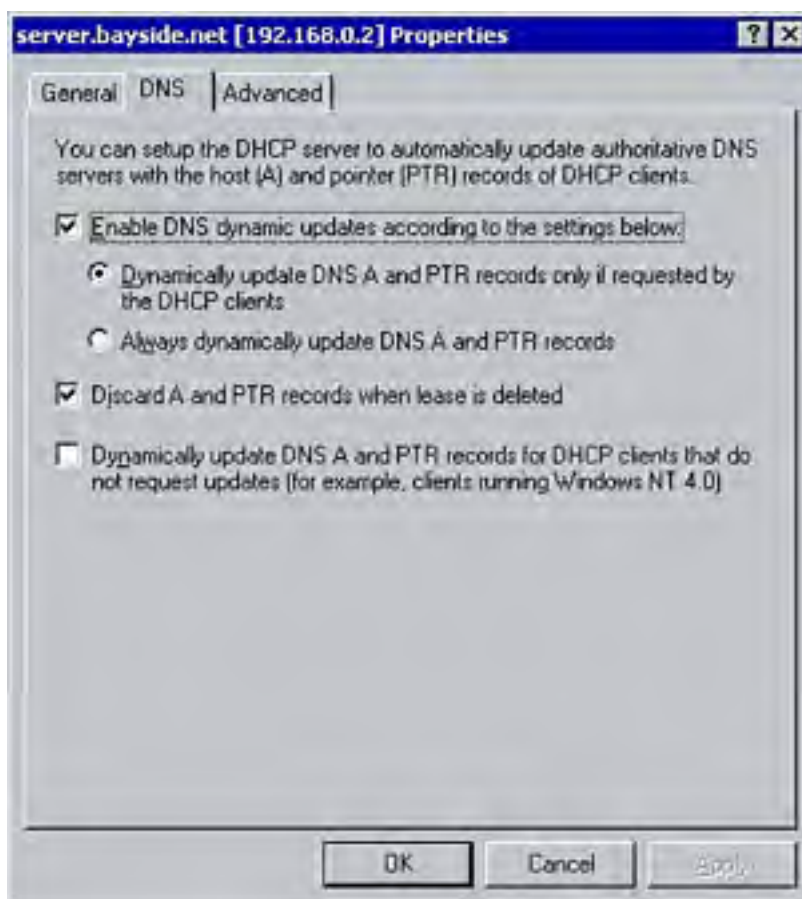 server.bayside.net [192.168.0.2] Properties
General DNS Advanced
You can setup the DHCP server to automatically update authoritative DNS
servers with the host (A) and pointer (PTR) records of DHCP clients.
Enable DNS dynamic updates according to the settings below:
Dynamically update DNS A and PTR records only if requested by
the DHCP clients
Always dynamically update DNS A and PTR records
Discard A and PTR records when lease is deleted
Dynamically update DNS A and PTR records for DHCP clients that do
not request updates (for example, clients running Windows NT 4.0)
OK Cancel Apply